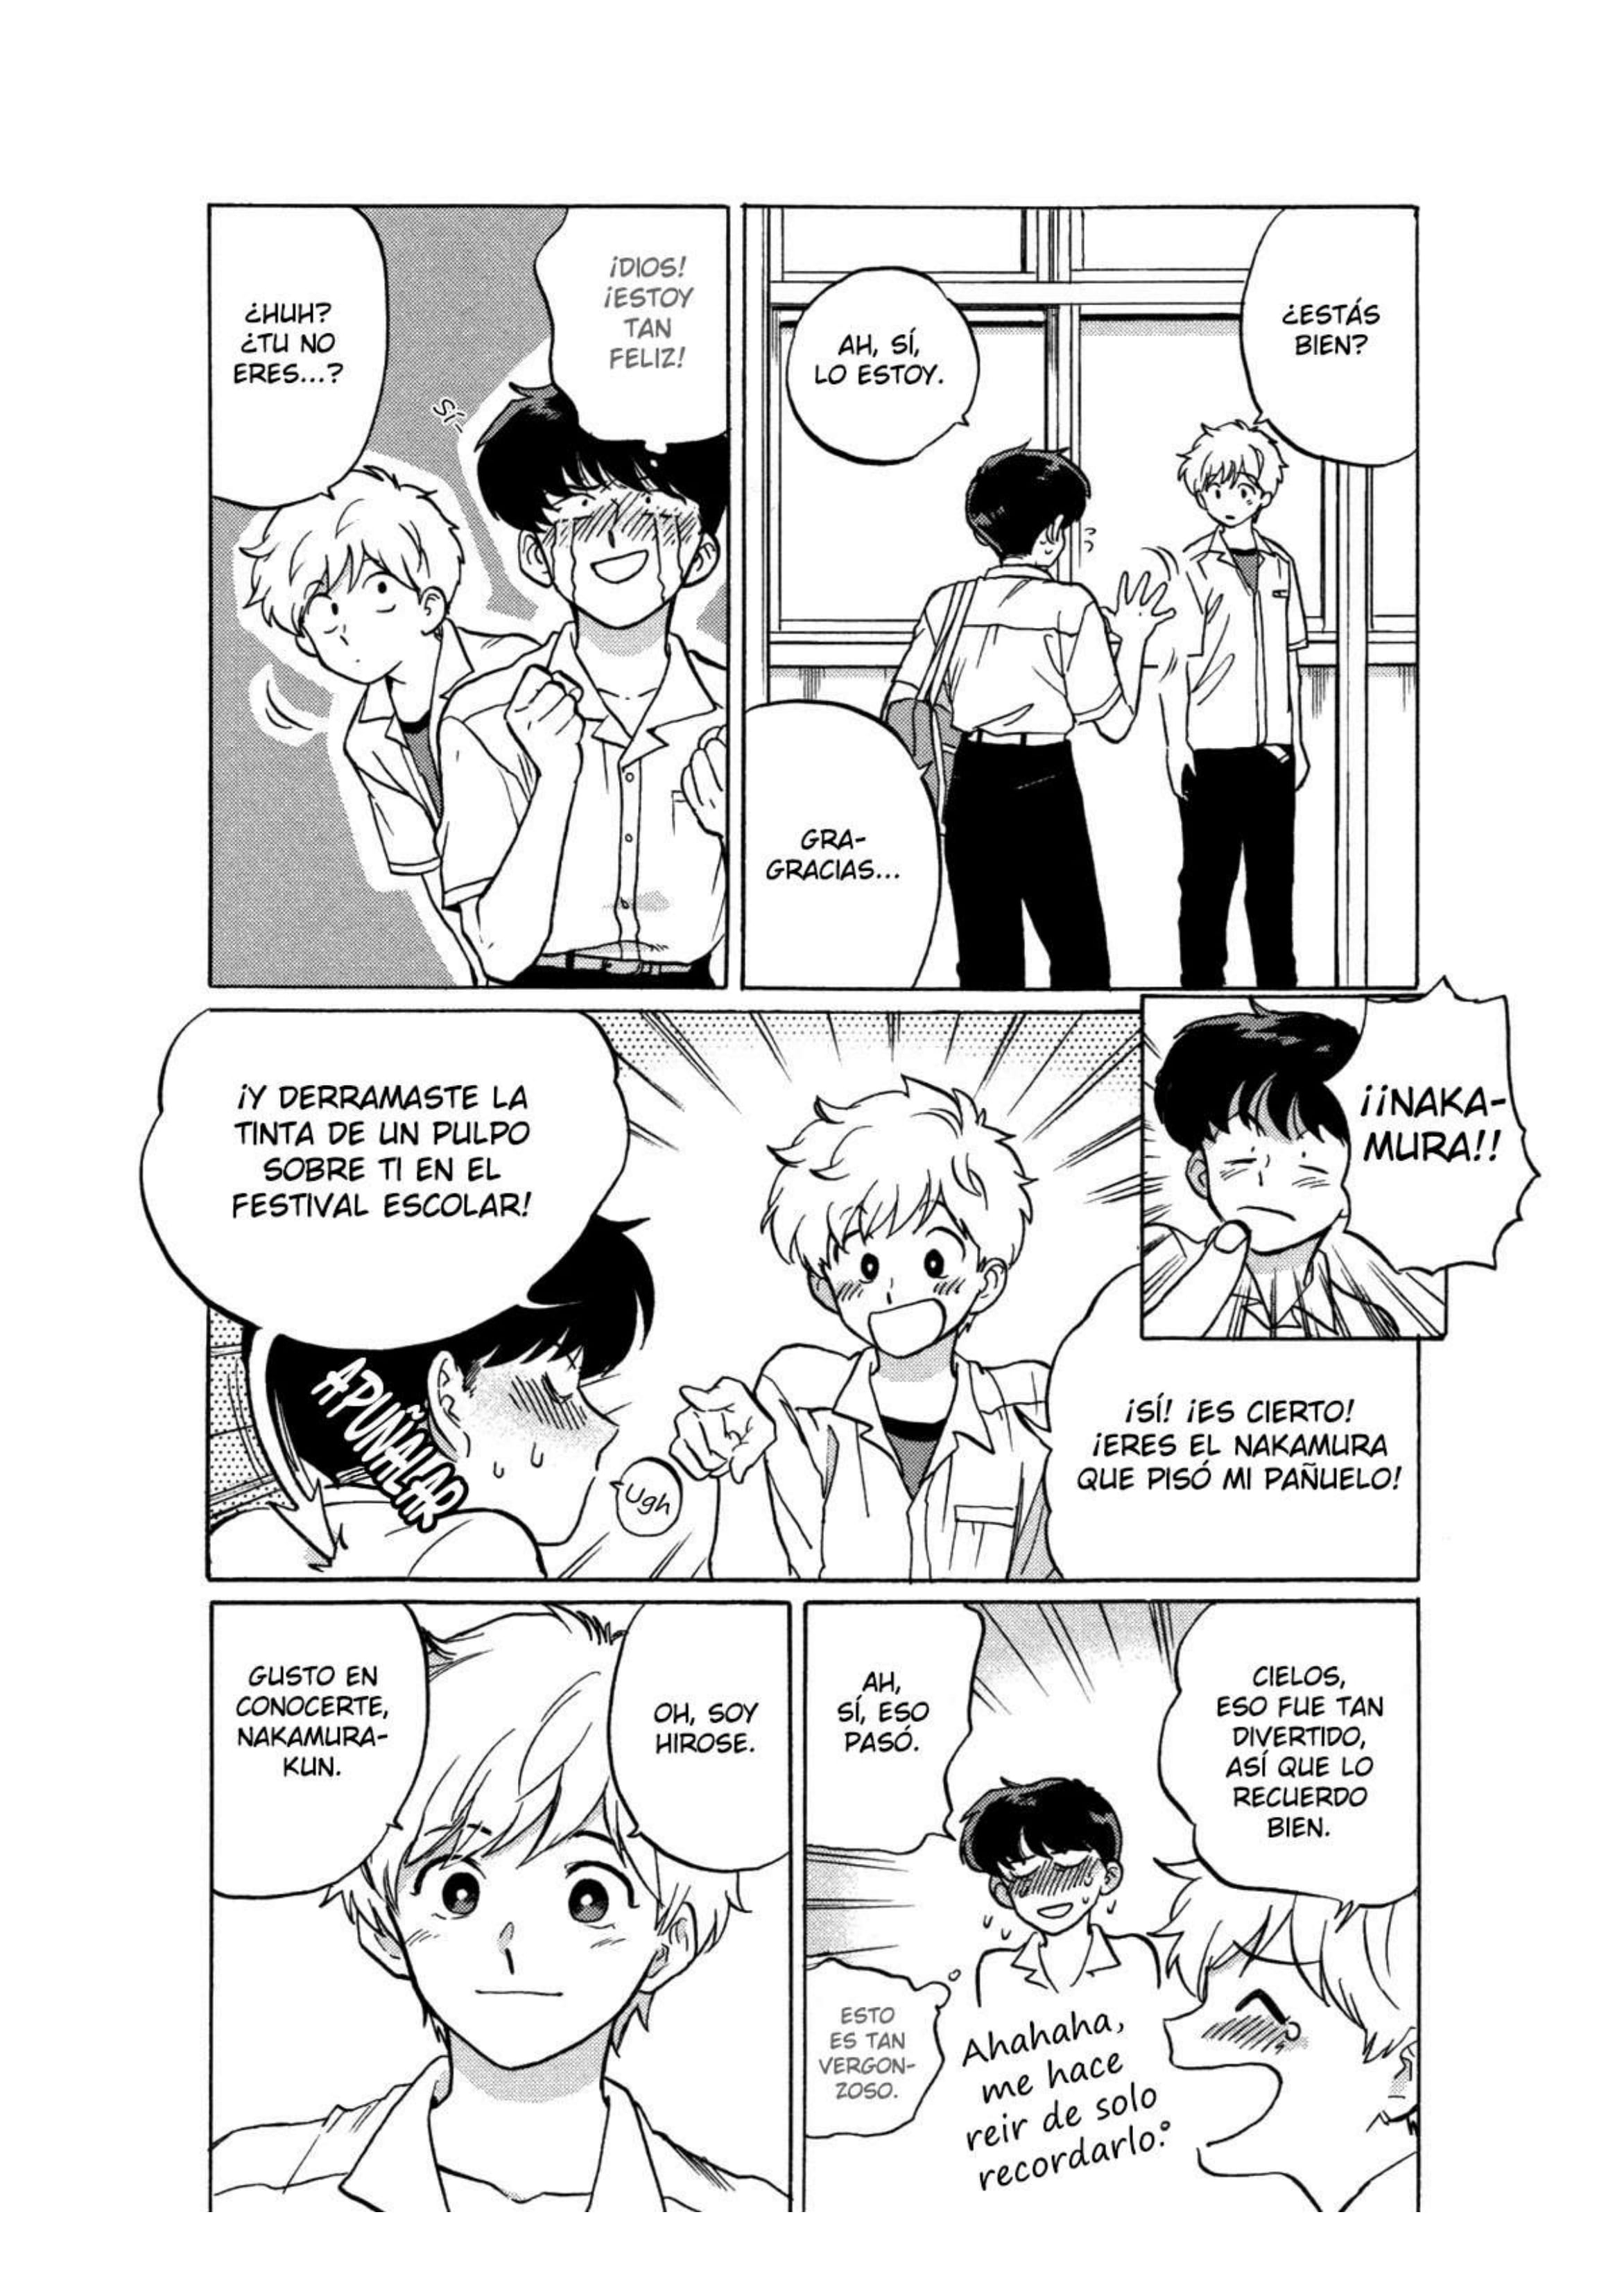 ¿ESTÁS
BIEN?
AH, SÍ,
LO ESTOY.
GRA-
GRACIAS...
¡DIOS!
¡ESTOY
TAN
FELIZ!
SÍ-
¿HUH?
¿TU NO
ERES...?
¡¡NAKA-
MURA!!
¡SÍ! ¡ES CIERTO!
¡ERES EL NAKAMURA
QUE PISÓ MI PAÑUELO!
¡Y DERRAMASTE LA
TINTA DE UN PULPO
SOBRE TI EN EL
FESTIVAL ESCOLAR!
APUÑALAR
Ugh
CIELOS,
ESO FUE TAN
DIVERTIDO,
ASÍ QUE LO
RECUERDO
BIEN.
AH,
SÍ, ESO
PASÓ.
ESTO
ES TAN
VERGON-
ZOSO.
Ahahaha,
me hace
reir de solo
recordarlo.
OH, SOY
HIROSE.
GUSTO EN
CONOCERTE,
NAKAMURA-
KUN.